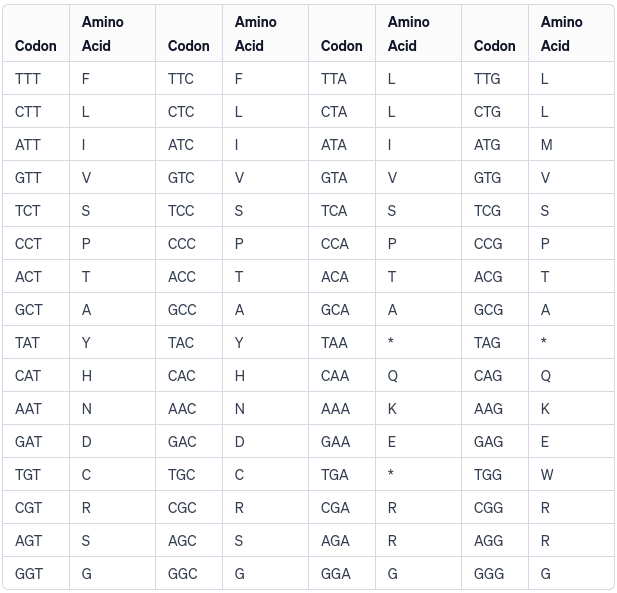 Codon Amino Acid Codon Amino Acid Codon Amino Acid Codon Amino Acid
TTT F TTC F TTA L TTG L
CTT L CTC L CTA L CTG L
ATT I ATC I ATA I ATG M
GTT V GTC V GTA V GTG V
TCT S TCC S TCA S TCG S
CCT P CCC P CCA P CCG P
ACT T ACC T ACA T ACG T
GCT A GCC A GCA A GCG A
TAT Y TAC Y TAA * TAG *
CAT H CAC H CAA Q CAG Q
AAT N AAC N AAA K AAG K
GAT D GAC D GAA E GAG E
TGT C TGC C TGA * TGG W
CGT R CGC R CGA R CGG R
AGT S AGC S AGA R AGG R
GGT G GGC G GGA G GGG G